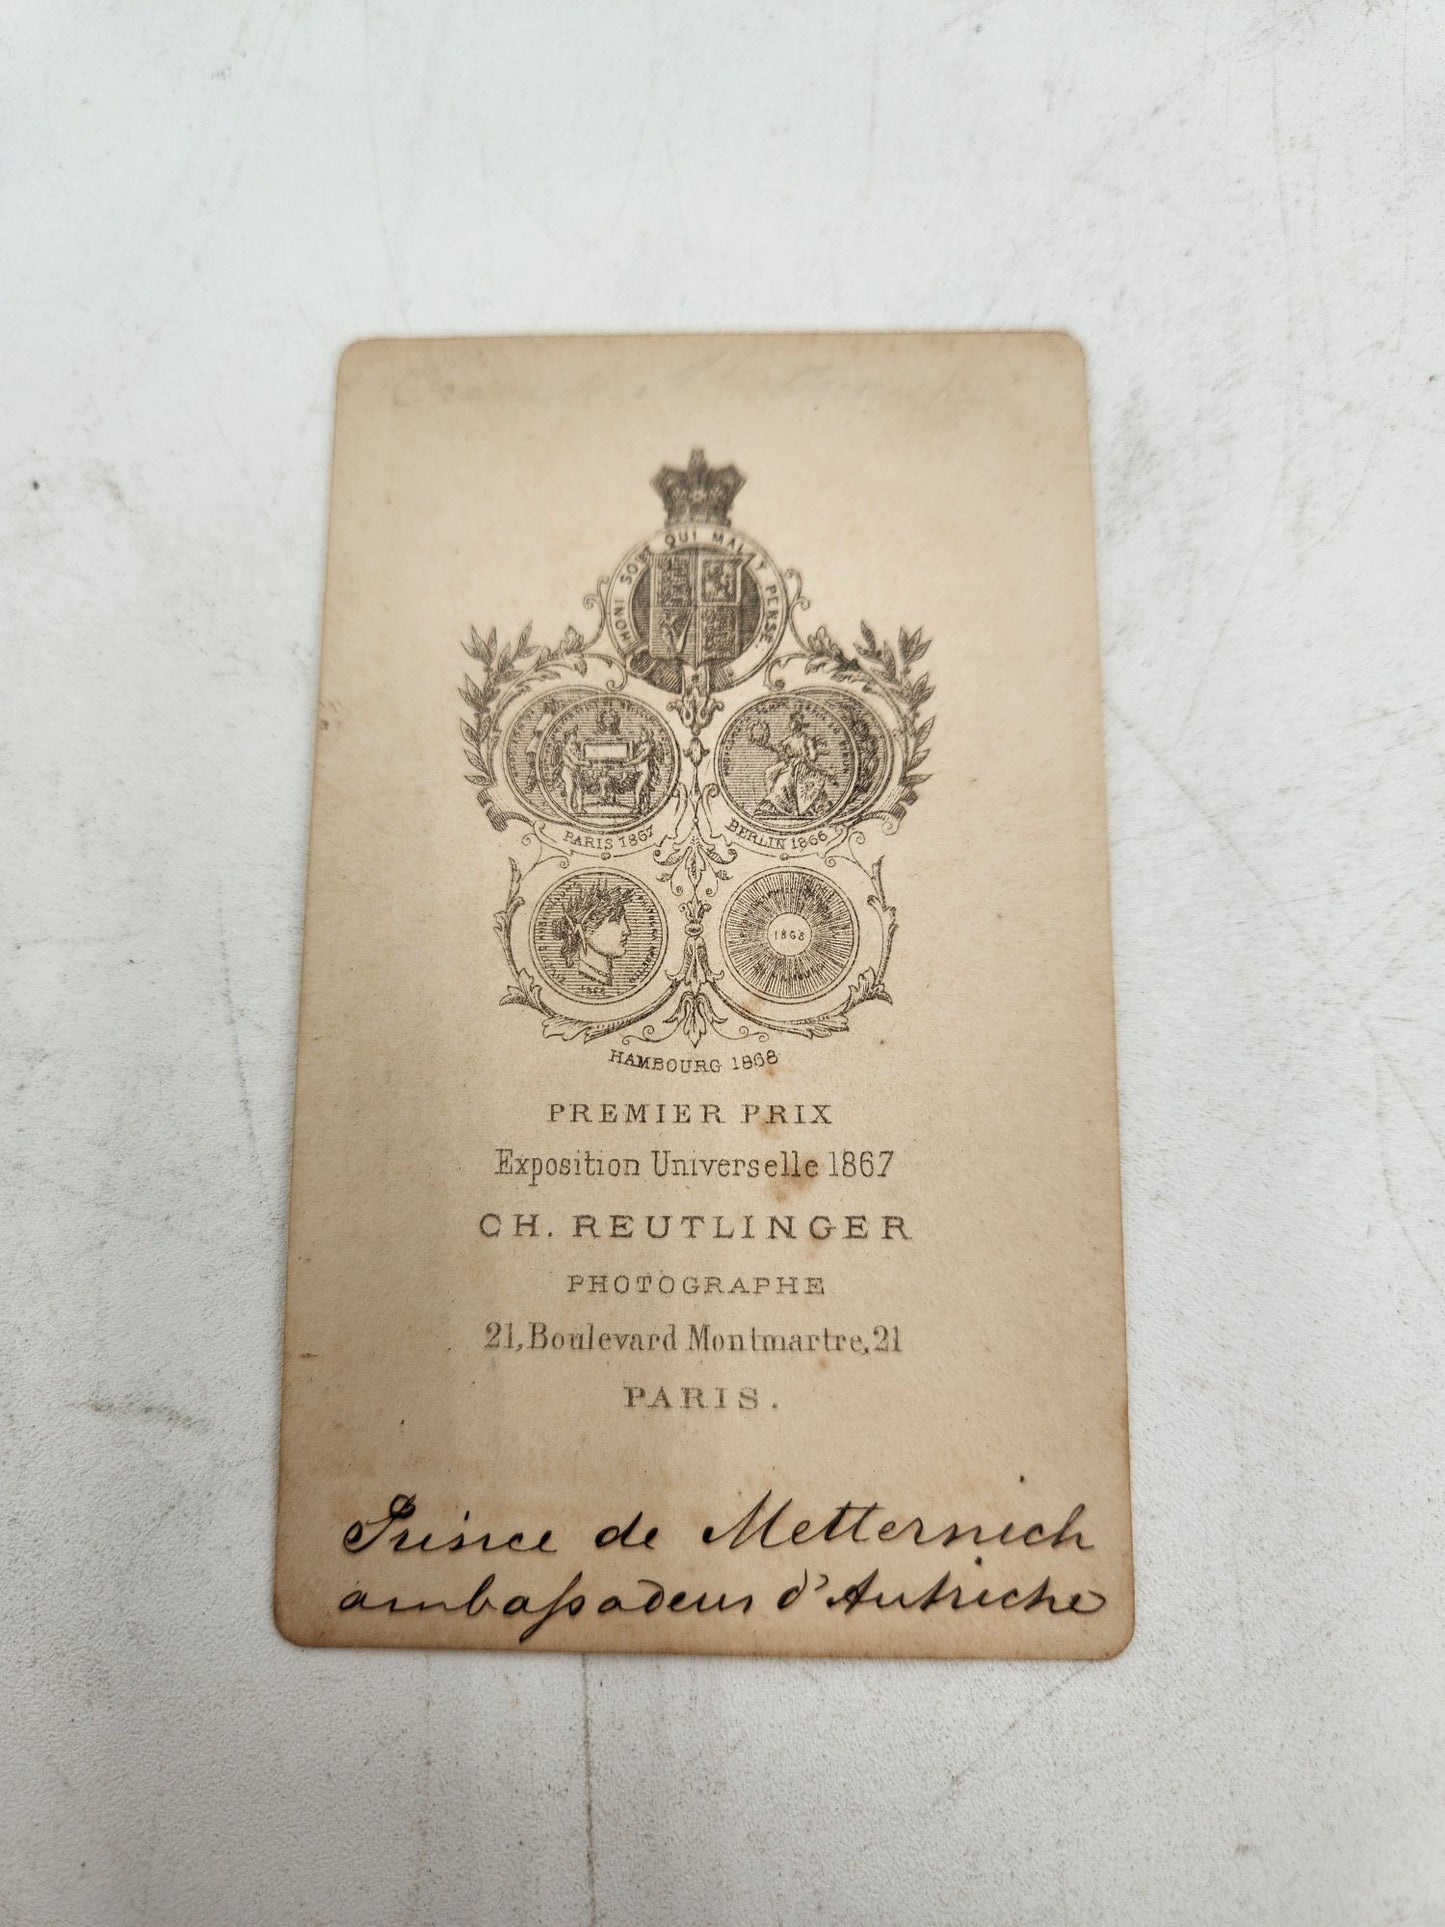 HONI SOIT QUI MAL Y PENSE
PARIS 1867
BERLIN 1866
1868
HAMBOURG 1868
PREMIER PRIX
Exposition Universelle 1867
CH. REUTLINGER
PHOTOGRAPHE
21, Boulevard Montmartre, 21
PARIS.
Prince de Metternich
ambassadeur d'Autriche